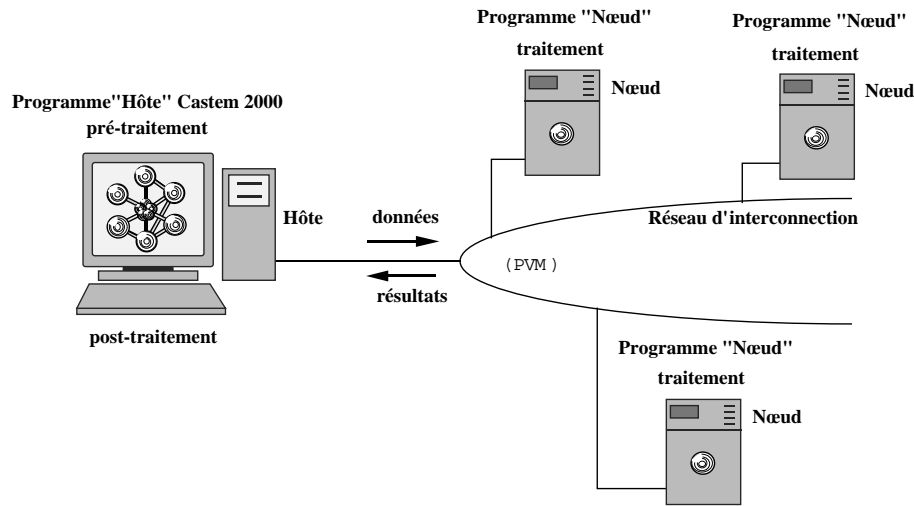 Programme "Nœud"
traitement
Nœud
Programme "Nœud"
traitement
Nœud
Programme"Hôte" Castem 2000
pré-traitement
Hôte
données
résultats
post-traitement
Réseau d'interconnection
(PVM)
Programme "Nœud"
traitement
Nœud